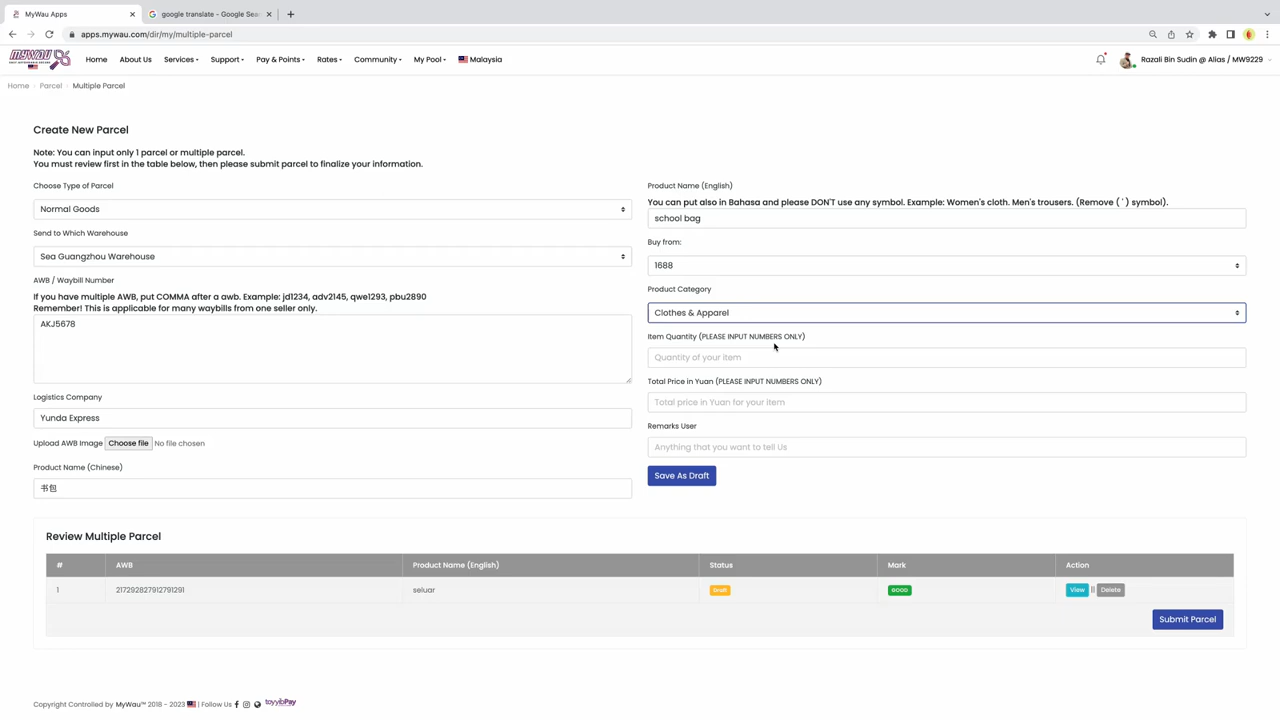 MyWau Apps
google translate - Google Sea
apps.mywau.com/dir/my/multiple-parcel
MYWAU
Home
About Us
Services
Support
Pay & Points
Rates
Community
My Pool
Malaysia
Razali Bin Sudin @ Alias / MW9229
Home / Parcel / Multiple Parcel
Create New Parcel
Note: You can input only 1 parcel or multiple parcel.
You must review first in the table below, then please submit parcel to finalize your information.
Choose Type of Parcel
Normal Goods
Send to Which Warehouse
Sea Guangzhou Warehouse
AWB / Waybill Number
If you have multiple AWB, put COMMA after a awb. Example: jd1234, adv2145, qwe1293, pbu2890
Remember! This is applicable for many waybills from one seller only.
AKJ5678
Logistics Company
Yunda Express
Upload AWB Image Choose file No file chosen
Product Name (Chinese)
书包
Product Name (English)
You can put also in Bahasa and please DON'T use any symbol. Example: Women's cloth. Men's trousers. (Remove ( ' ) symbol).
school bag
Buy from:
1688
Product Category
Clothes & Apparel
Item Quantity (PLEASE INPUT NUMBERS ONLY)
Quantity of your item
Total Price in Yuan (PLEASE INPUT NUMBERS ONLY)
Total price in Yuan for your item
Remarks User
Anything that you want to tell Us
Save As Draft
Review Multiple Parcel
# AWB Product Name (English) Status Mark Action
1 217292827912791291 seluar Draft GOOD View || Delete
Submit Parcel
Copyright Controlled by MyWau™ 2018 - 2023 | Follow Us toyyibPay